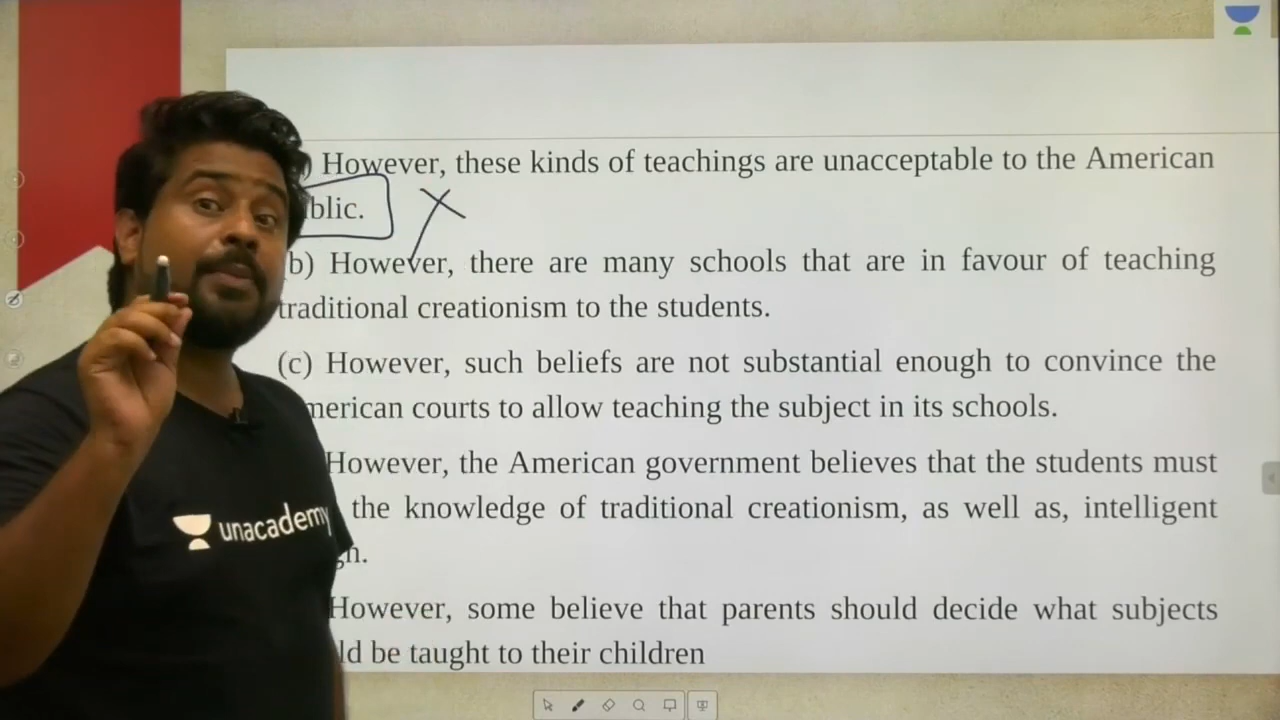 ) However, these kinds of teachings are unacceptable to the American
blic.
b) However, there are many schools that are in favour of teaching
traditional creationism to the students.
(c) However, such beliefs are not substantial enough to convince the
merican courts to allow teaching the subject in its schools.
However, the American government believes that the students must
the knowledge of traditional creationism, as well as, intelligent
gn.
However, some believe that parents should decide what subjects
ld be taught to their children
unacademy